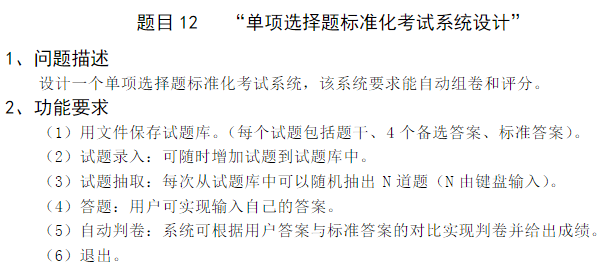 题目12 “单项选择题标准化考试系统设计”
1、问题描述
设计一个单项选择题标准化考试系统，该系统要求能自动组卷和评分。
2、功能要求
（1）用文件保存试题库。（每个试题包括题干、4个备选答案、标准答案）。
（2）试题录入：可随时增加试题到试题库中。
（3）试题抽取：每次从试题库中可以随机抽出N道题（N由键盘输入）。
（4）答题：用户可实现输入自己的答案。
（5）自动判卷：系统可根据用户答案与标准答案的对比实现判卷并给出成绩。
（6）退出。